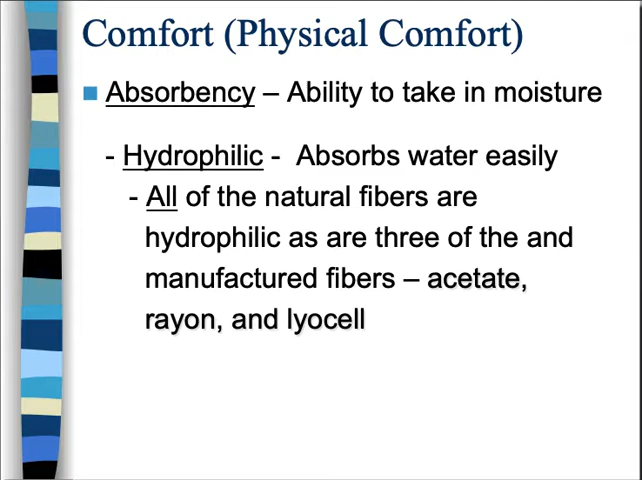 Comfort (Physical Comfort)
Absorbency – Ability to take in moisture
- Hydrophilic - Absorbs water easily
- All of the natural fibers are
hydrophilic as are three of the and
manufactured fibers – acetate,
rayon, and lyocell